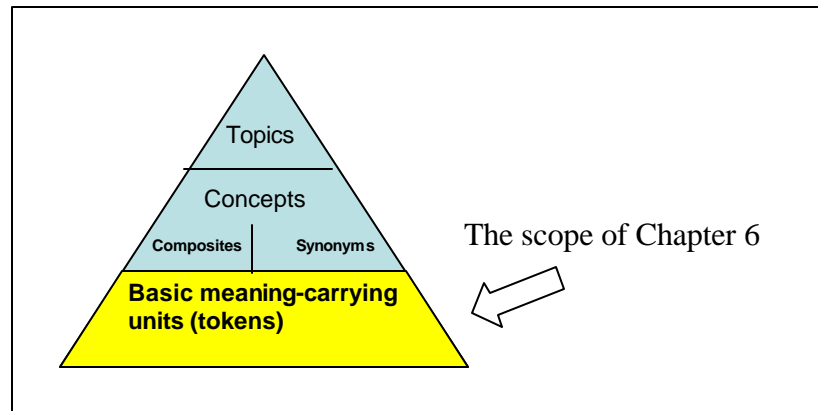 Topics
Concepts
Composites Synonyms
The scope of Chapter 6
Basic meaning-carrying
units (tokens)